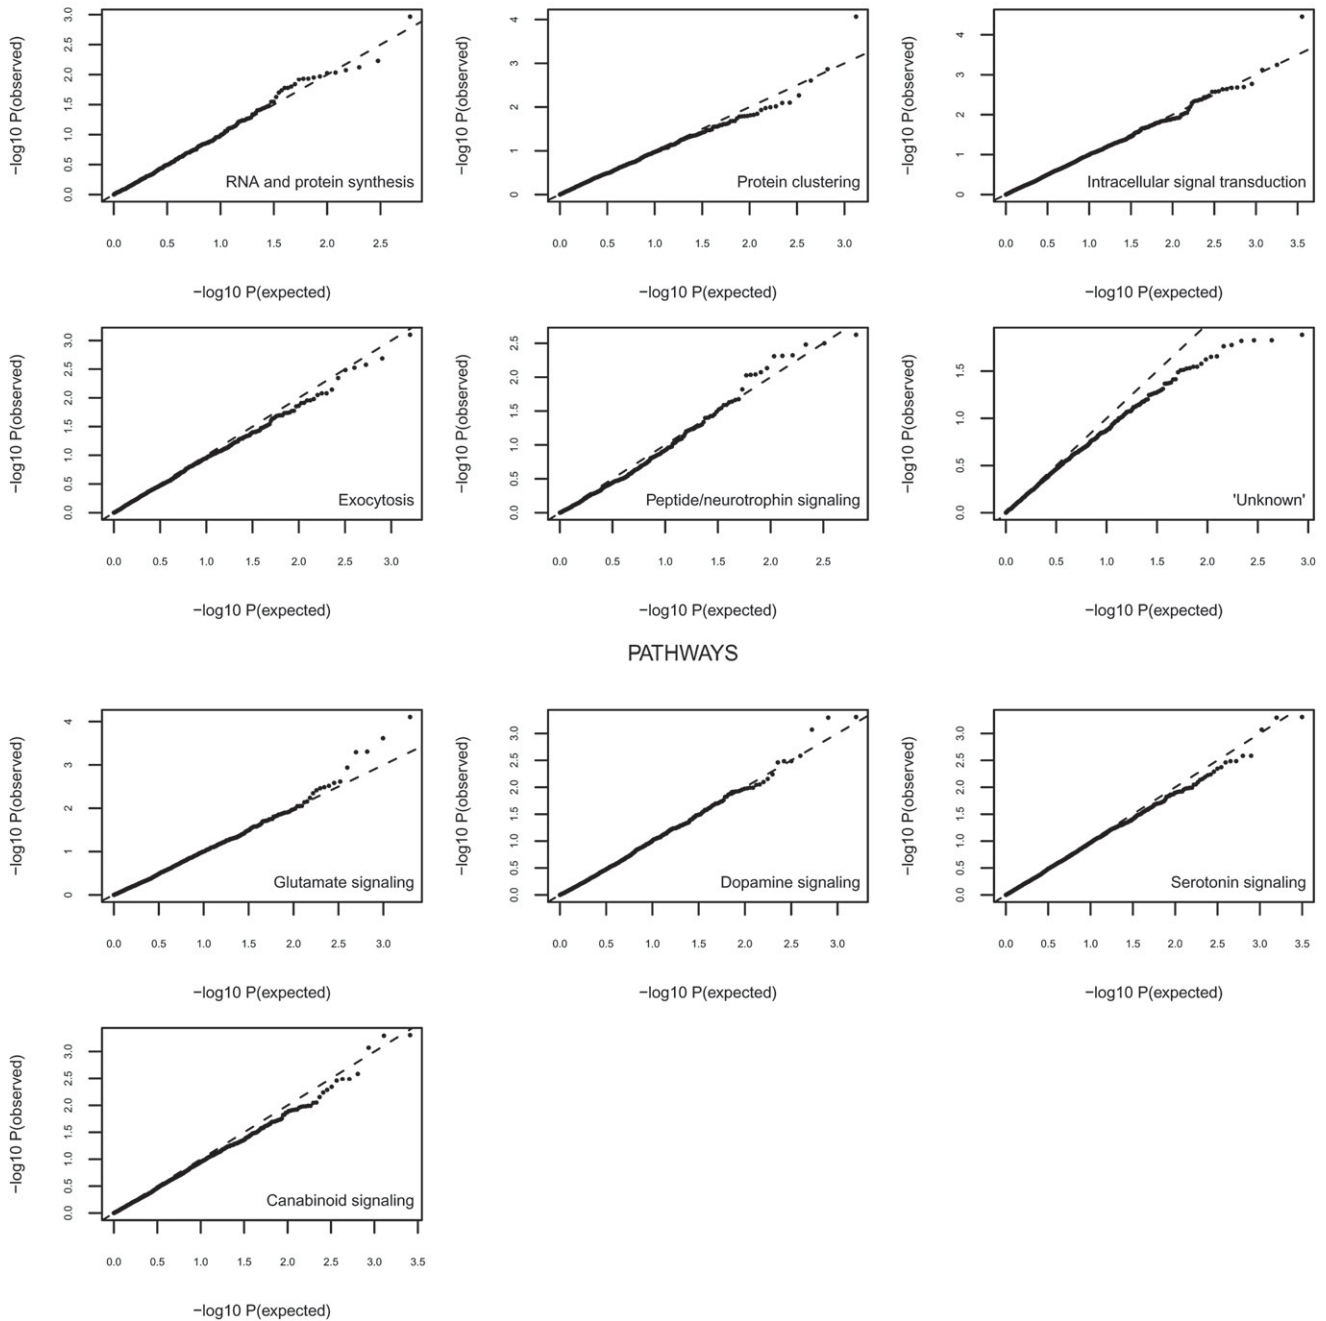 −log10 P(observed)
0.0 0.5 1.0 1.5 2.0 2.5 3.0
RNA and protein synthesis
0.0 0.5 1.0 1.5 2.0 2.5
−log10 P(expected)
−log10 P(observed)
0 1 2 3 4
Protein clustering
0.0 0.5 1.0 1.5 2.0 2.5 3.0
−log10 P(expected)
−log10 P(observed)
0 1 2 3 4
Intracellular signal transduction
0.0 0.5 1.0 1.5 2.0 2.5 3.0 3.5
−log10 P(expected)
−log10 P(observed)
0.0 0.5 1.0 1.5 2.0 2.5 3.0
Exocytosis
0.0 0.5 1.0 1.5 2.0 2.5 3.0
−log10 P(expected)
−log10 P(observed)
0.0 0.5 1.0 1.5 2.0 2.5
Peptide/neurotrophin signaling
0.0 0.5 1.0 1.5 2.0 2.5
−log10 P(expected)
−log10 P(observed)
0.0 0.5 1.0 1.5
'Unknown'
0.0 0.5 1.0 1.5 2.0 2.5 3.0
−log10 P(expected)
PATHWAYS
−log10 P(observed)
0 1 2 3 4
Glutamate signaling
0.0 0.5 1.0 1.5 2.0 2.5 3.0
−log10 P(expected)
−log10 P(observed)
0.0 0.5 1.0 1.5 2.0 2.5 3.0
Dopamine signaling
0.0 0.5 1.0 1.5 2.0 2.5 3.0
−log10 P(expected)
−log10 P(observed)
0.0 0.5 1.0 1.5 2.0 2.5 3.0
Serotonin signaling
0.0 0.5 1.0 1.5 2.0 2.5 3.0 3.5
−log10 P(expected)
−log10 P(observed)
0.0 0.5 1.0 1.5 2.0 2.5 3.0
Canabinoid signaling
0.0 0.5 1.0 1.5 2.0 2.5 3.0 3.5
−log10 P(expected)